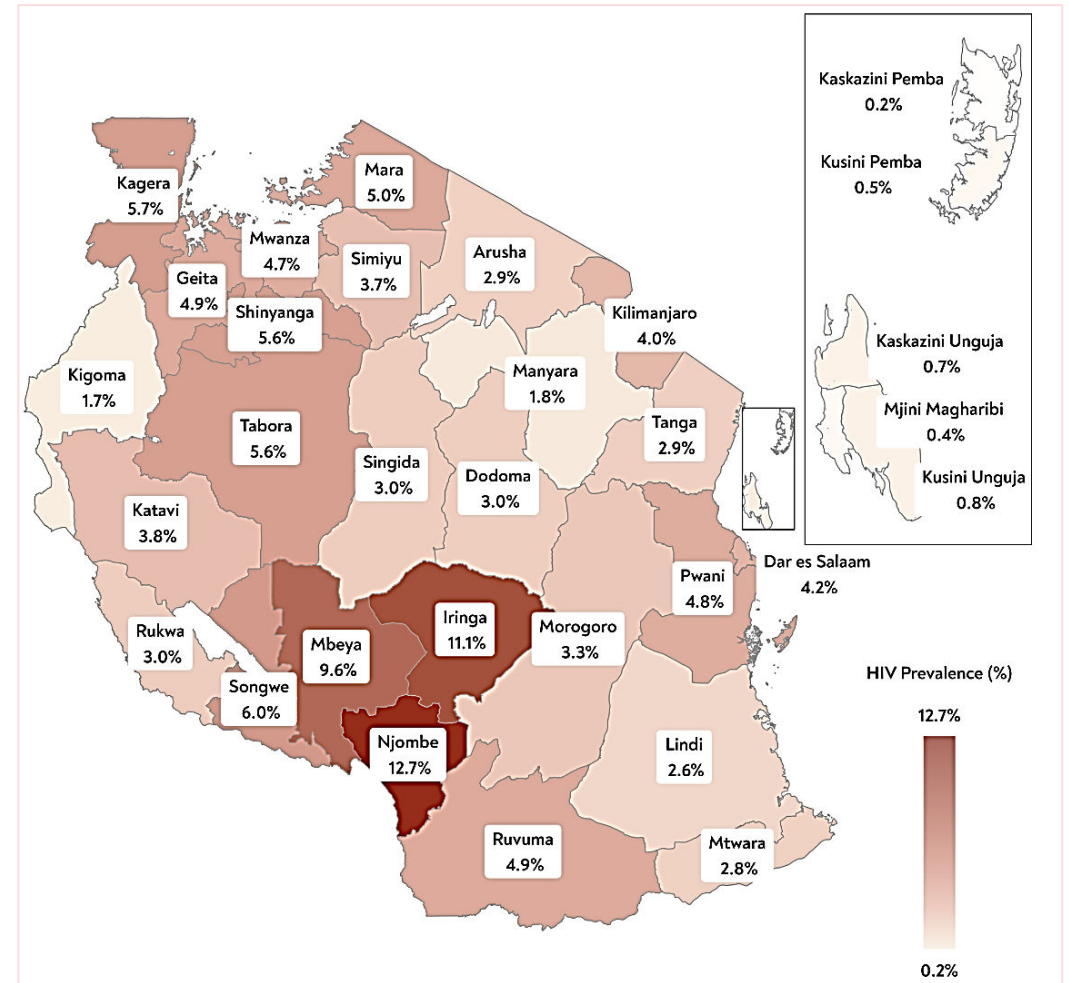 Kaskazini Pemba
0.2%
Kusini Pemba
0.5%
Mara
5.0%
Kagera
5.7%
Mwanza
4.7%
Simiyu
3.7%
Arusha
2.9%
Geita
4.9%
Shinyanga
5.6%
Kilimanjaro
4.0%
Kaskazini Unguja
0.7%
Kigoma
1.7%
Manyara
1.8%
Mjini Magharibi
0.4%
Tabora
5.6%
Tanga
2.9%
Singida
3.0%
Dodoma
3.0%
Kusini Unguja
0.8%
Katavi
3.8%
Dar es Salaam
4.2%
Pwani
4.8%
Iringa
11.1%
Morogoro
3.3%
Rukwa
3.0%
Mbeya
9.6%
Songwe
6.0%
HIV Prevalence (%)
12.7%
Njombe
12.7%
Lindi
2.6%
Ruvuma
4.9%
Mtwara
2.8%
0.2%